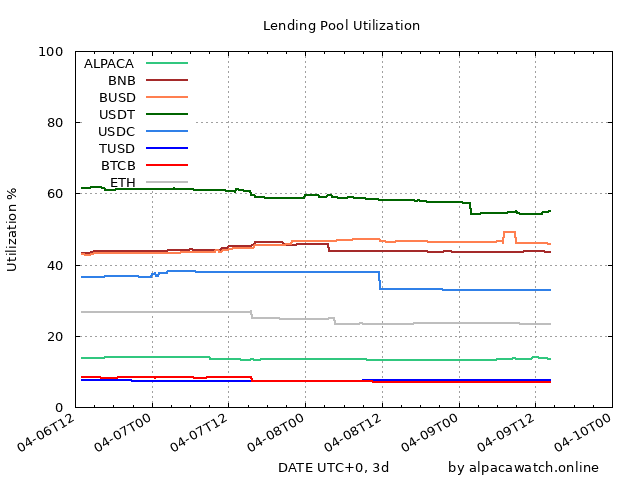 Lending Pool Utilization
100
80
60
40
20
0
Utilization %
ALPACA
BNB
BUSD
USDT
USDC
TUSD
BTCB
ETH
04-06T12
04-07T00
04-07T12
04-08T00
04-08T12
04-09T00
04-09T12
04-10T00
DATE UTC+0, 3d
by alpacawatch.online